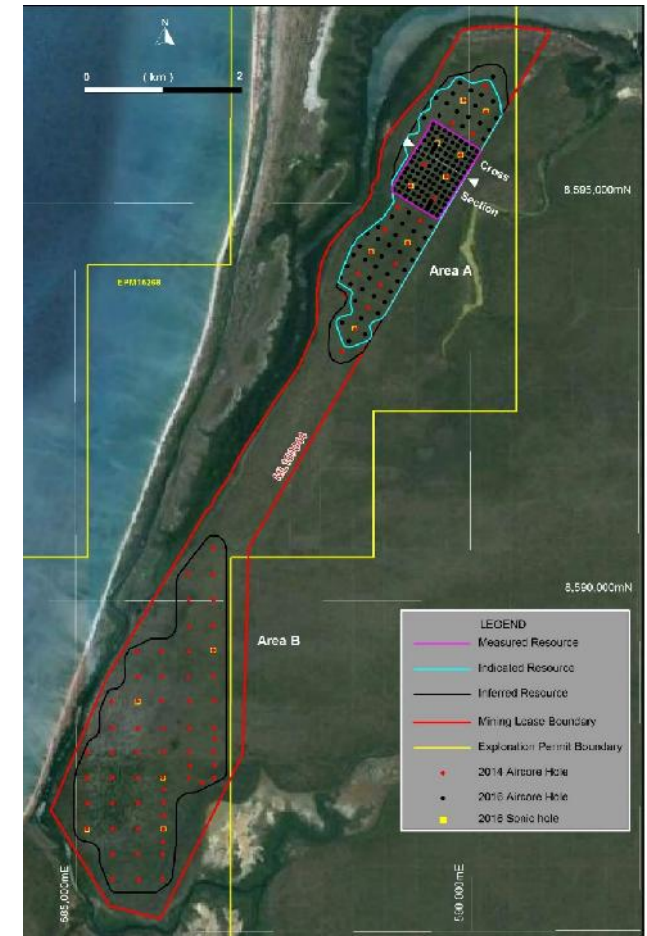 N
0 ( km ) 2
Cross
Section
8,595,000mN
Area A
EPM16268
8,590,000mN
Area B
LEGEND
Measured Resource
Indicated Resource
Inferred Resource
Mining Lease Boundary
Exploration Permit Boundary
2014 Aircore Hole
2016 Aircore Hole
2016 Sonic hole
585,000mE
590,000mE